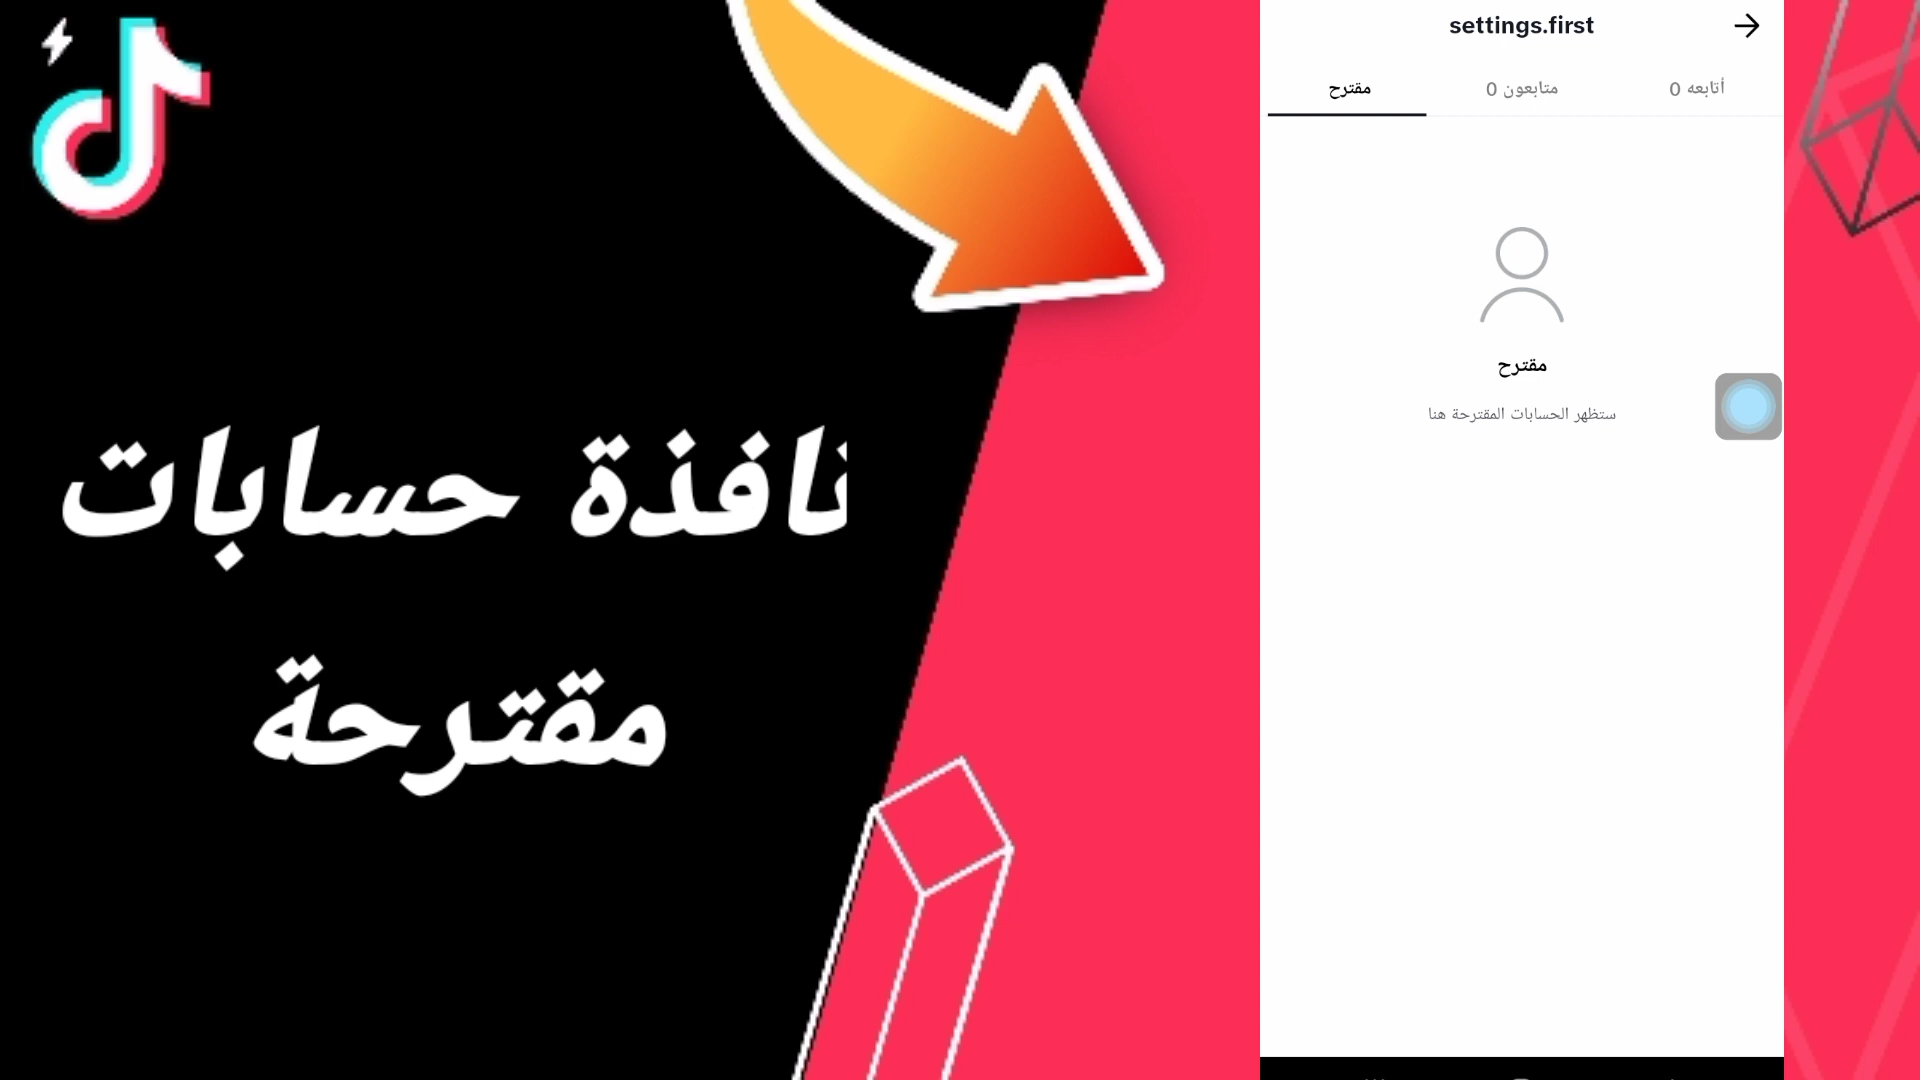 نافذة حسابات
مقترحة
settings.first
أتابعه 0
متابعون 0
مقترح
مقترح
ستظهر الحسابات المقترحة هنا